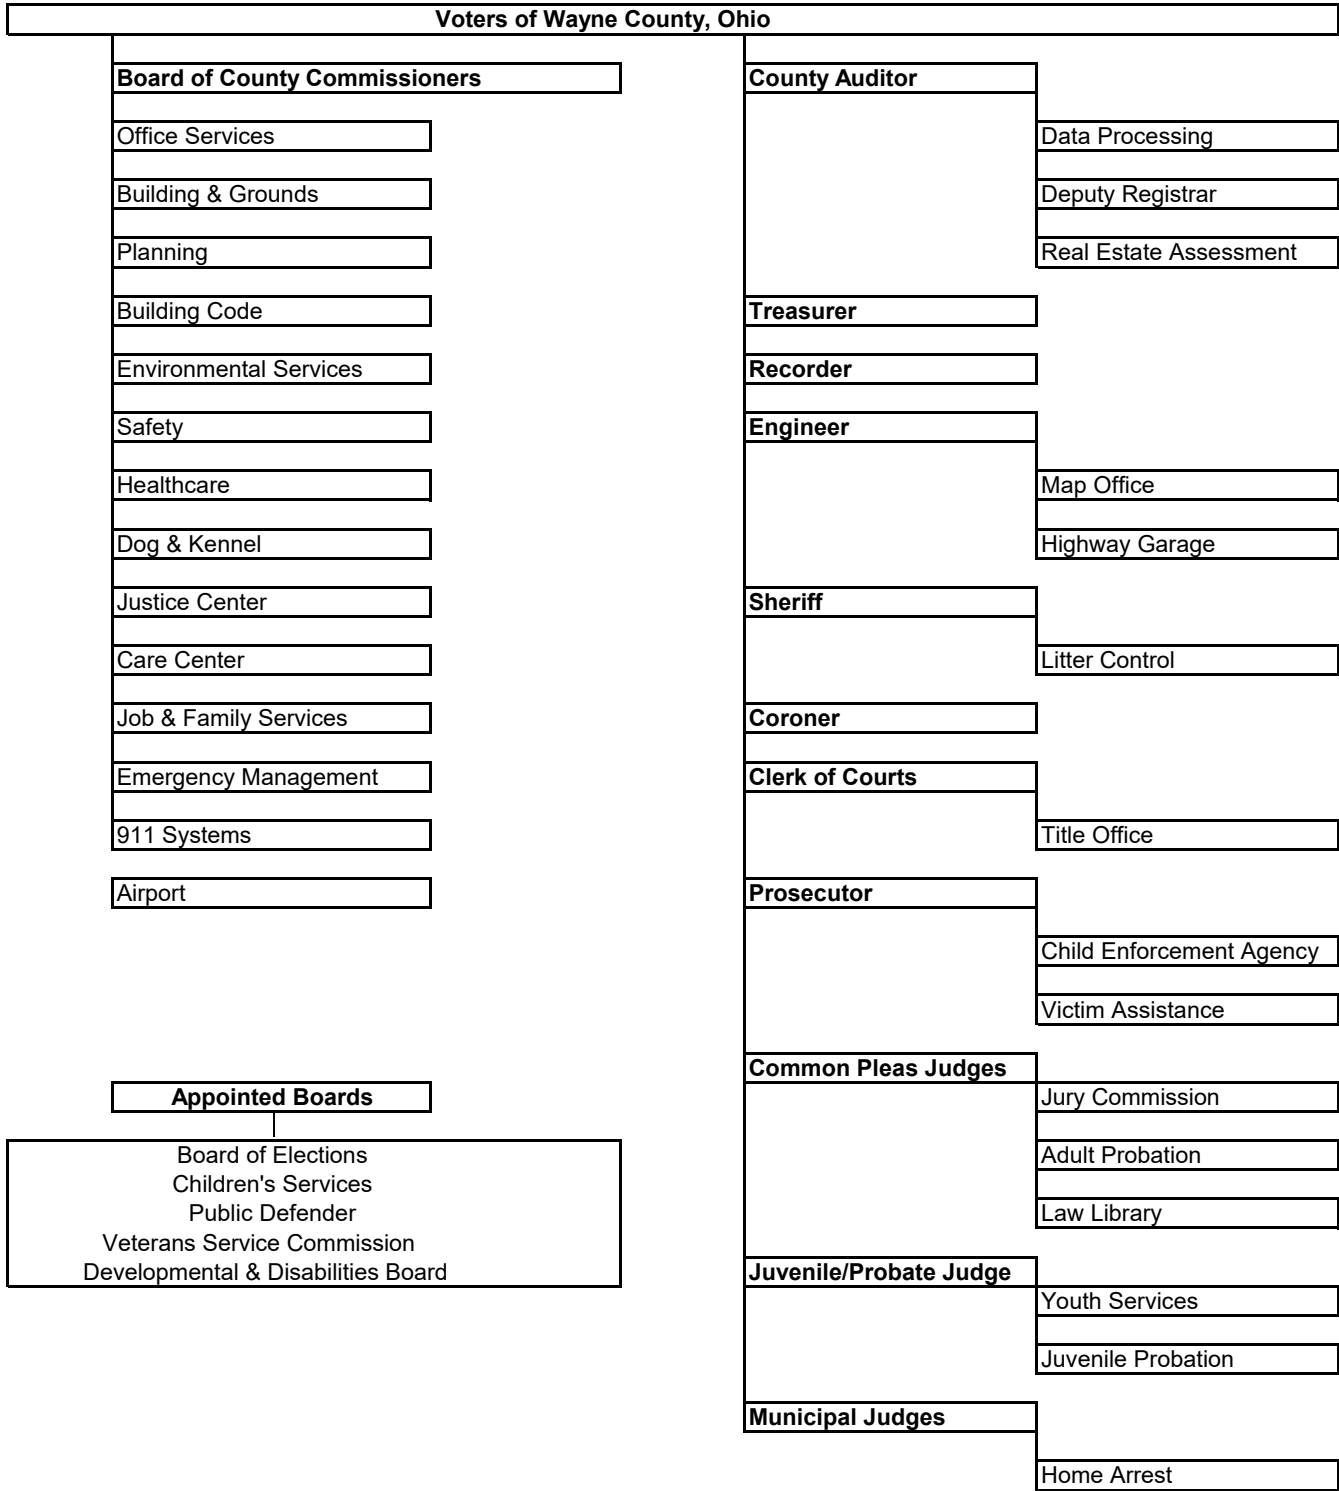 Voters of Wayne County, Ohio
Board of County Commissioners
Office Services
Building & Grounds
Planning
Building Code
Environmental Services
Safety
Healthcare
Dog & Kennel
Justice Center
Care Center
Job & Family Services
Emergency Management
911 Systems
Airport
Appointed Boards
Board of Elections
Children's Services
Public Defender
Veterans Service Commission
Developmental & Disabilities Board
County Auditor
Data Processing
Deputy Registrar
Real Estate Assessment
Treasurer
Recorder
Engineer
Map Office
Highway Garage
Sheriff
Litter Control
Coroner
Clerk of Courts
Title Office
Prosecutor
Child Enforcement Agency
Victim Assistance
Common Pleas Judges
Jury Commission
Adult Probation
Law Library
Juvenile/Probate Judge
Youth Services
Juvenile Probation
Municipal Judges
Home Arrest